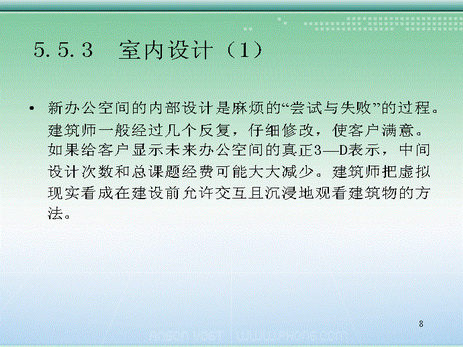 5.5.3 室内设计（1）
• 新办公空间的内部设计是麻烦的“尝试与失败”的过程。
建筑师一般经过几个反复，仔细修改，使客户满意。
如果给客户显示未来办公空间的真正3—D表示，中间
设计次数和总课题经费可能大大减少。建筑师把虚拟
现实看成在建设前允许交互且沉浸地观看建筑物的方
法。
8